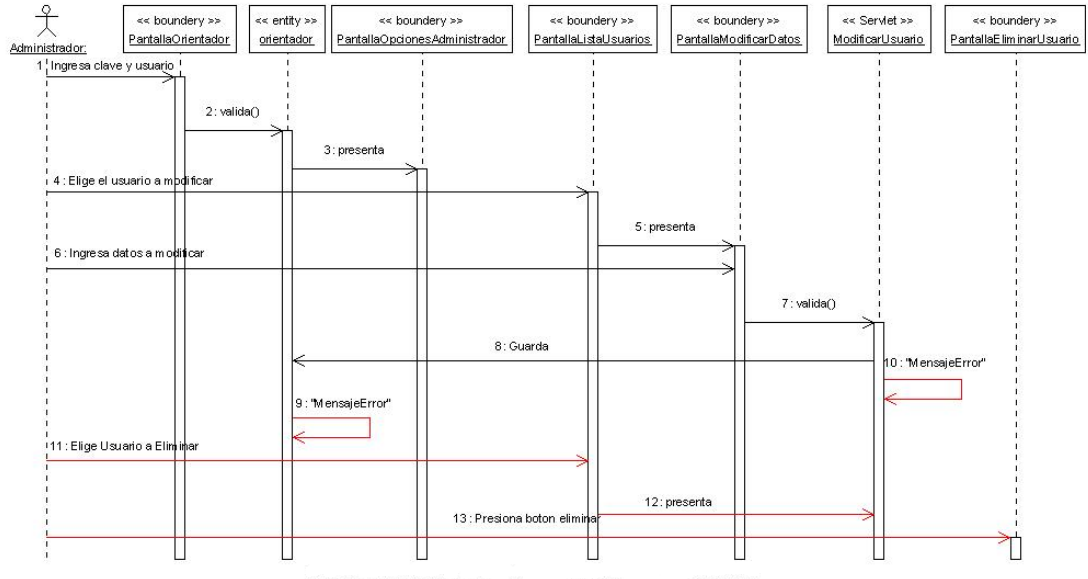 Administrador:
<< boundery >>
PantallaOrientador
<< entity >>
orientador
<< boundery >>
PantallaOpcionesAdministrador
<< boundery >>
PantallaListaUsuarios
<< boundery >>
PantallaModificarDatos
<< Servlet >>
ModificarUsuario
<< boundery >>
PantallaEliminarUsuario
1 : Ingresa clave y usuario
2 : valida()
3 : presenta
4 : Elige el usuario a modificar
5 : presenta
6 : Ingresa datos a modificar
7 : valida()
8 : Guarda
10 : "MensajeError"
9 : "MensajeError"
11 : Elige Usuario a Eliminar
12 : presenta
13 : Presiona boton eliminar